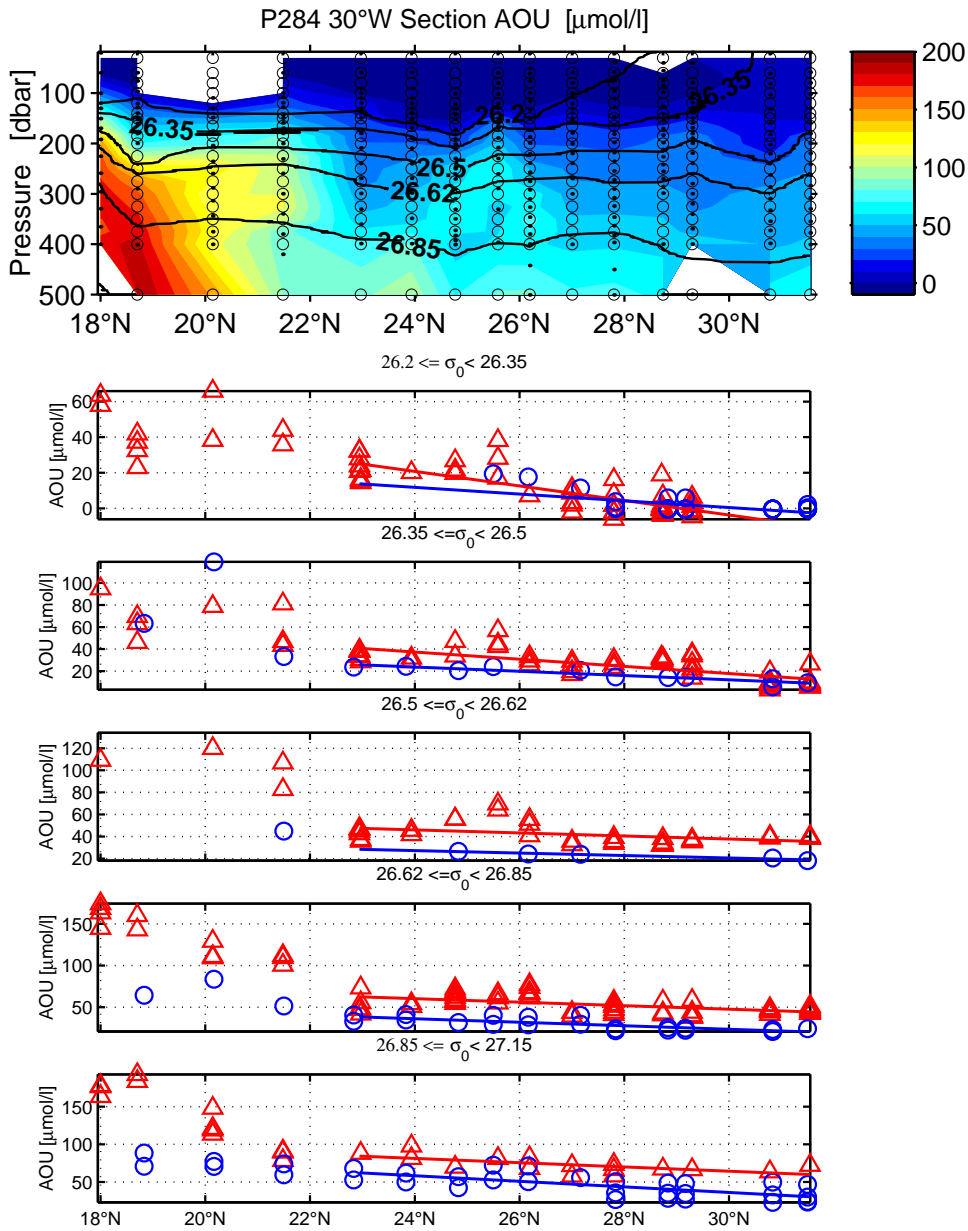 P284 30°W Section AOU [μmol/l]
Pressure [dbar]
100
200
300
400
500
26.35
26.2
26.35
26.5
26.62
26.85
18°N 20°N 22°N 24°N 26°N 28°N 30°N
200
150
100
50
0
26.2 <= σ0< 26.35
AOU [μmol/l]
60
40
20
0
26.35 <=σ0< 26.5
AOU [μmol/l]
100
80
60
40
20
26.5 <=σ0< 26.62
AOU [μmol/l]
120
100
80
60
40
20
26.62 <=σ0< 26.85
AOU [μmol/l]
150
100
50
26.85 <= σ0< 27.15
AOU [μmol/l]
150
100
50
18°N 20°N 22°N 24°N 26°N 28°N 30°N